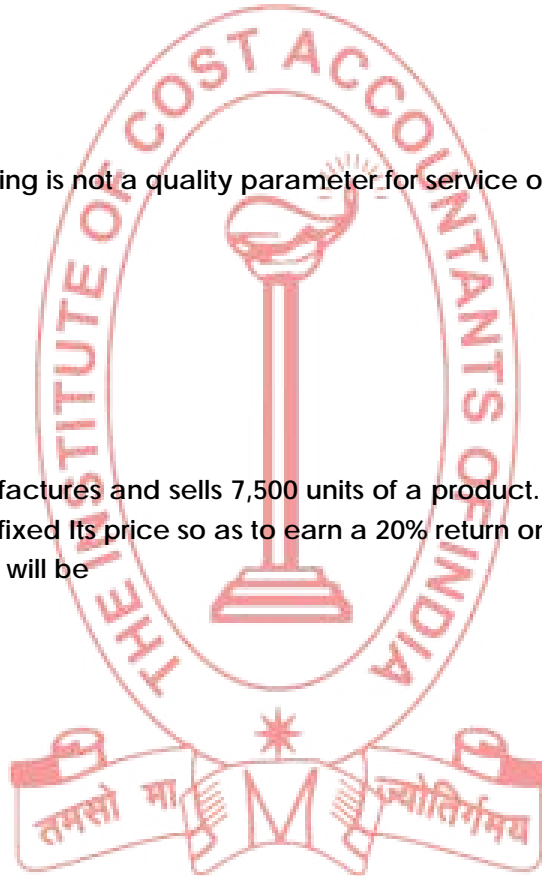 THE INSTITUTE OF COST ACCOUNTANTS OF INDIA
ing is not a quality parameter for service o
factures and sells 7,500 units of a product.
fixed Its price so as to earn a 20% return on
will be
तमसो मा ज्योतिर्गमय